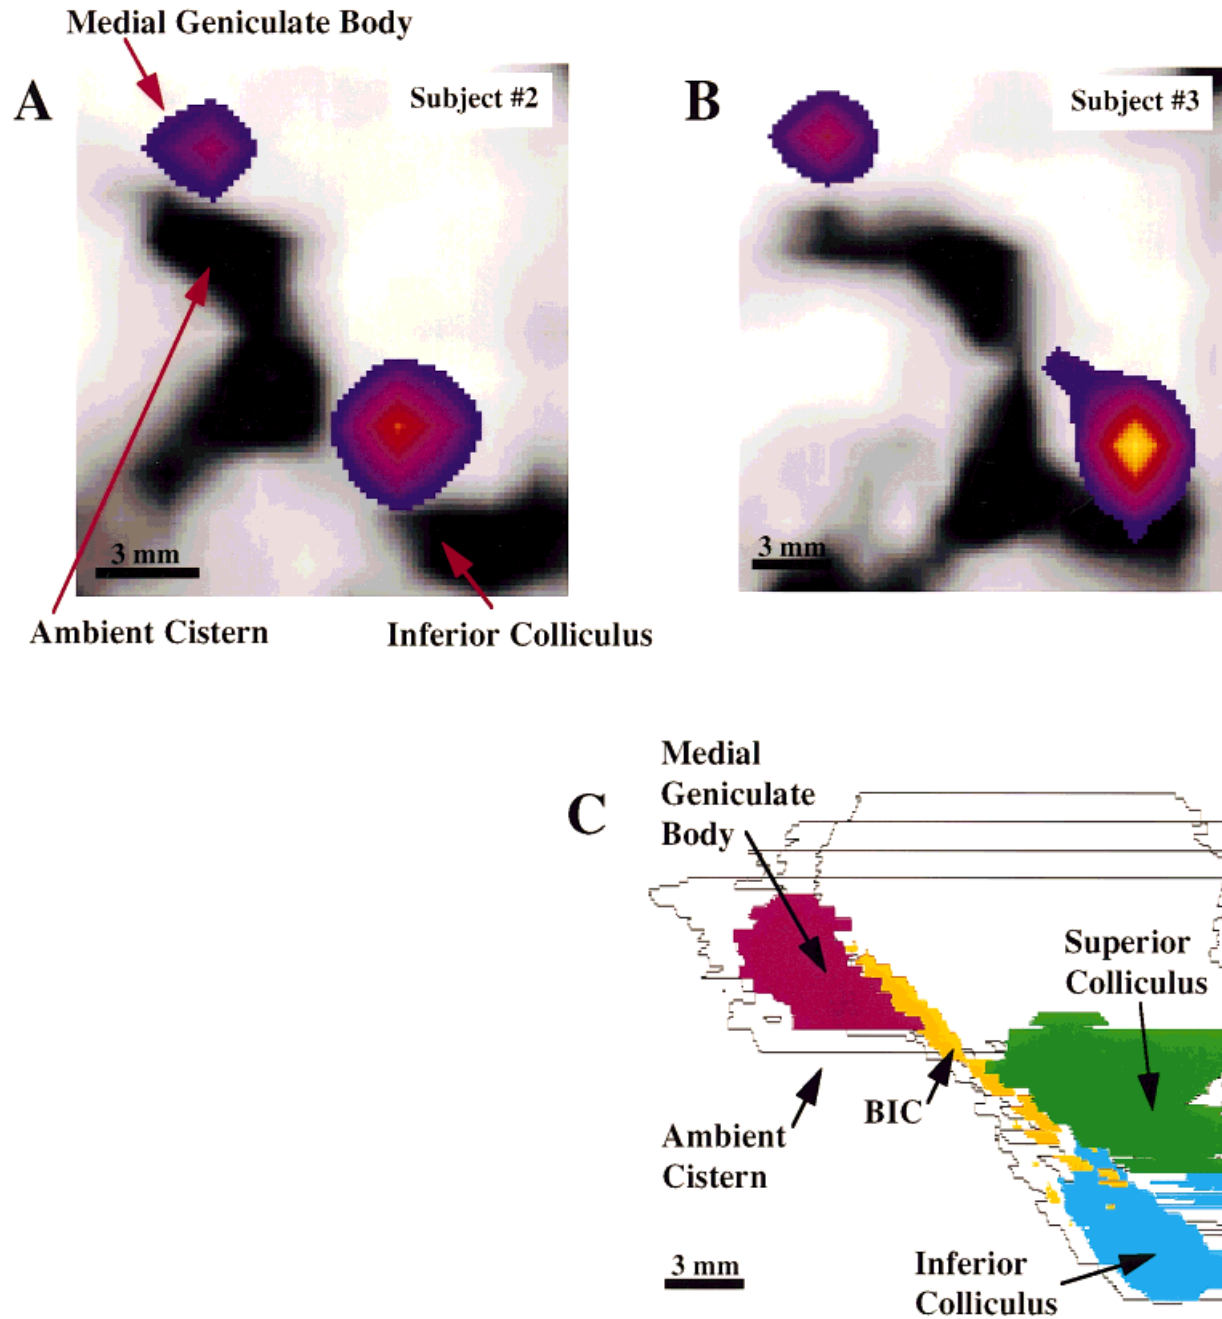 Medial Geniculate Body
A
Subject #2
B
Subject #3
3 mm
3 mm
Ambient Cistern
Inferior Colliculus
C
Medial
Geniculate
Body
Superior
Colliculus
BIC
Ambient
Cistern
3 mm
Inferior
Colliculus